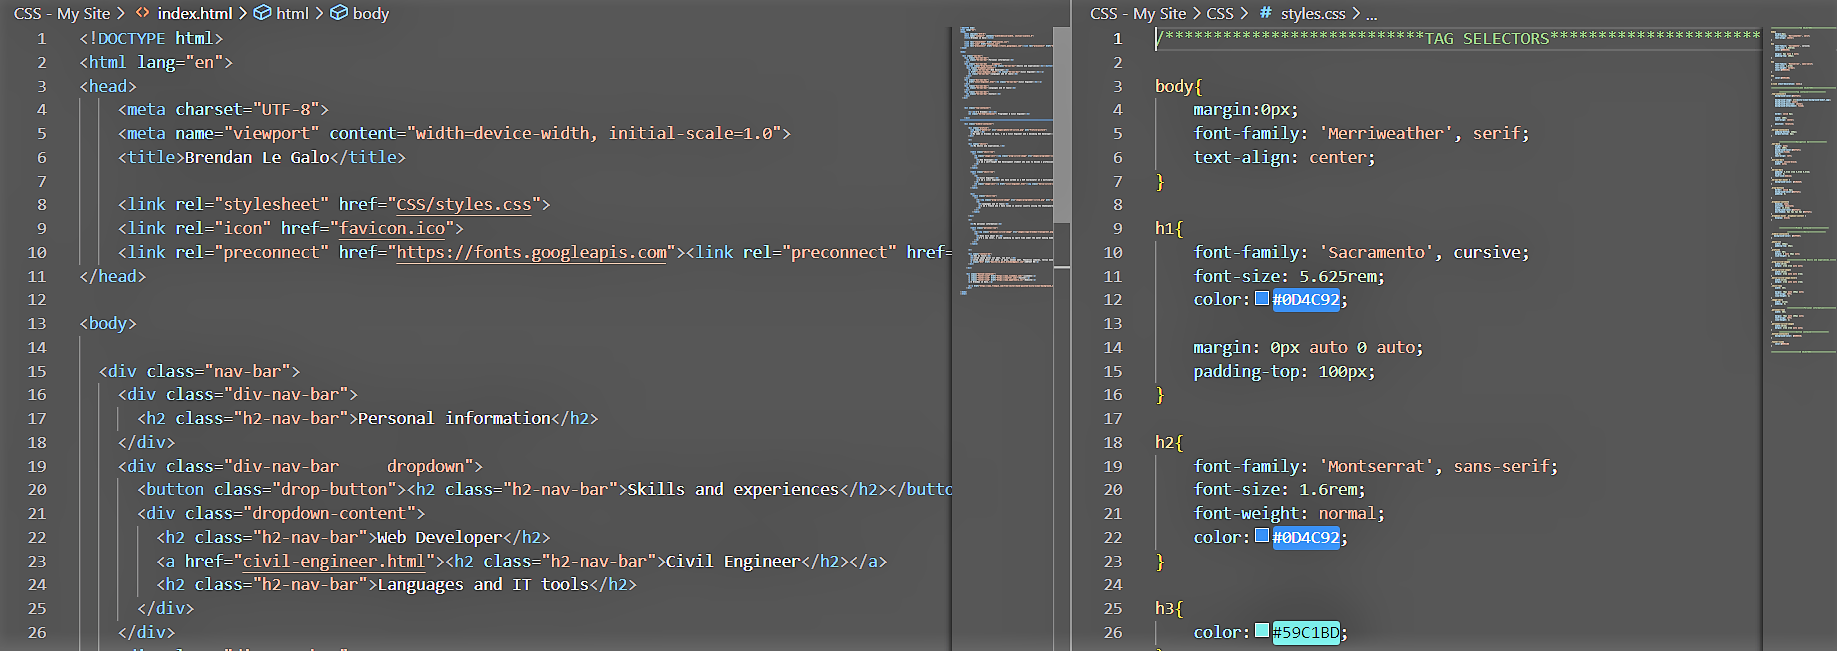 CSS - My Site > <> index.html > html > body
1 <!DOCTYPE html>
2 <html lang="en">
3 <head>
4 <meta charset="UTF-8">
5 <meta name="viewport" content="width=device-width, initial-scale=1.0">
6 <title>Brendan Le Galo</title>
7
8 <link rel="stylesheet" href="CSS/styles.css">
9 <link rel="icon" href="favicon.ico">
10 <link rel="preconnect" href="https://fonts.googleapis.com"><link rel="preconnect" href=
11 </head>
12
13 <body>
14
15 <div class="nav-bar">
16 <div class="div-nav-bar">
17 <h2 class="h2-nav-bar">Personal information</h2>
18 </div>
19 <div class="div-nav-bar     dropdown">
20 <button class="drop-button"><h2 class="h2-nav-bar">Skills and experiences</h2></butto
21 <div class="dropdown-content">
22 <h2 class="h2-nav-bar">Web Developer</h2>
23 <a href="civil-engineer.html"><h2 class="h2-nav-bar">Civil Engineer</h2></a>
24 <h2 class="h2-nav-bar">Languages and IT tools</h2>
25 </div>
26 </div>
CSS - My Site > CSS > # styles.css > ...
1 /***************************TAG SELECTORS**********************
2
3 body{
4 margin:0px;
5 font-family: 'Merriweather', serif;
6 text-align: center;
7 }
8
9 h1{
10 font-family: 'Sacramento', cursive;
11 font-size: 5.625rem;
12 color: #0D4C92;
13
14 margin: 0px auto 0 auto;
15 padding-top: 100px;
16 }
17
18 h2{
19 font-family: 'Montserrat', sans-serif;
20 font-size: 1.6rem;
21 font-weight: normal;
22 color: #0D4C92;
23 }
24
25 h3{
26 color: #59C1BD;